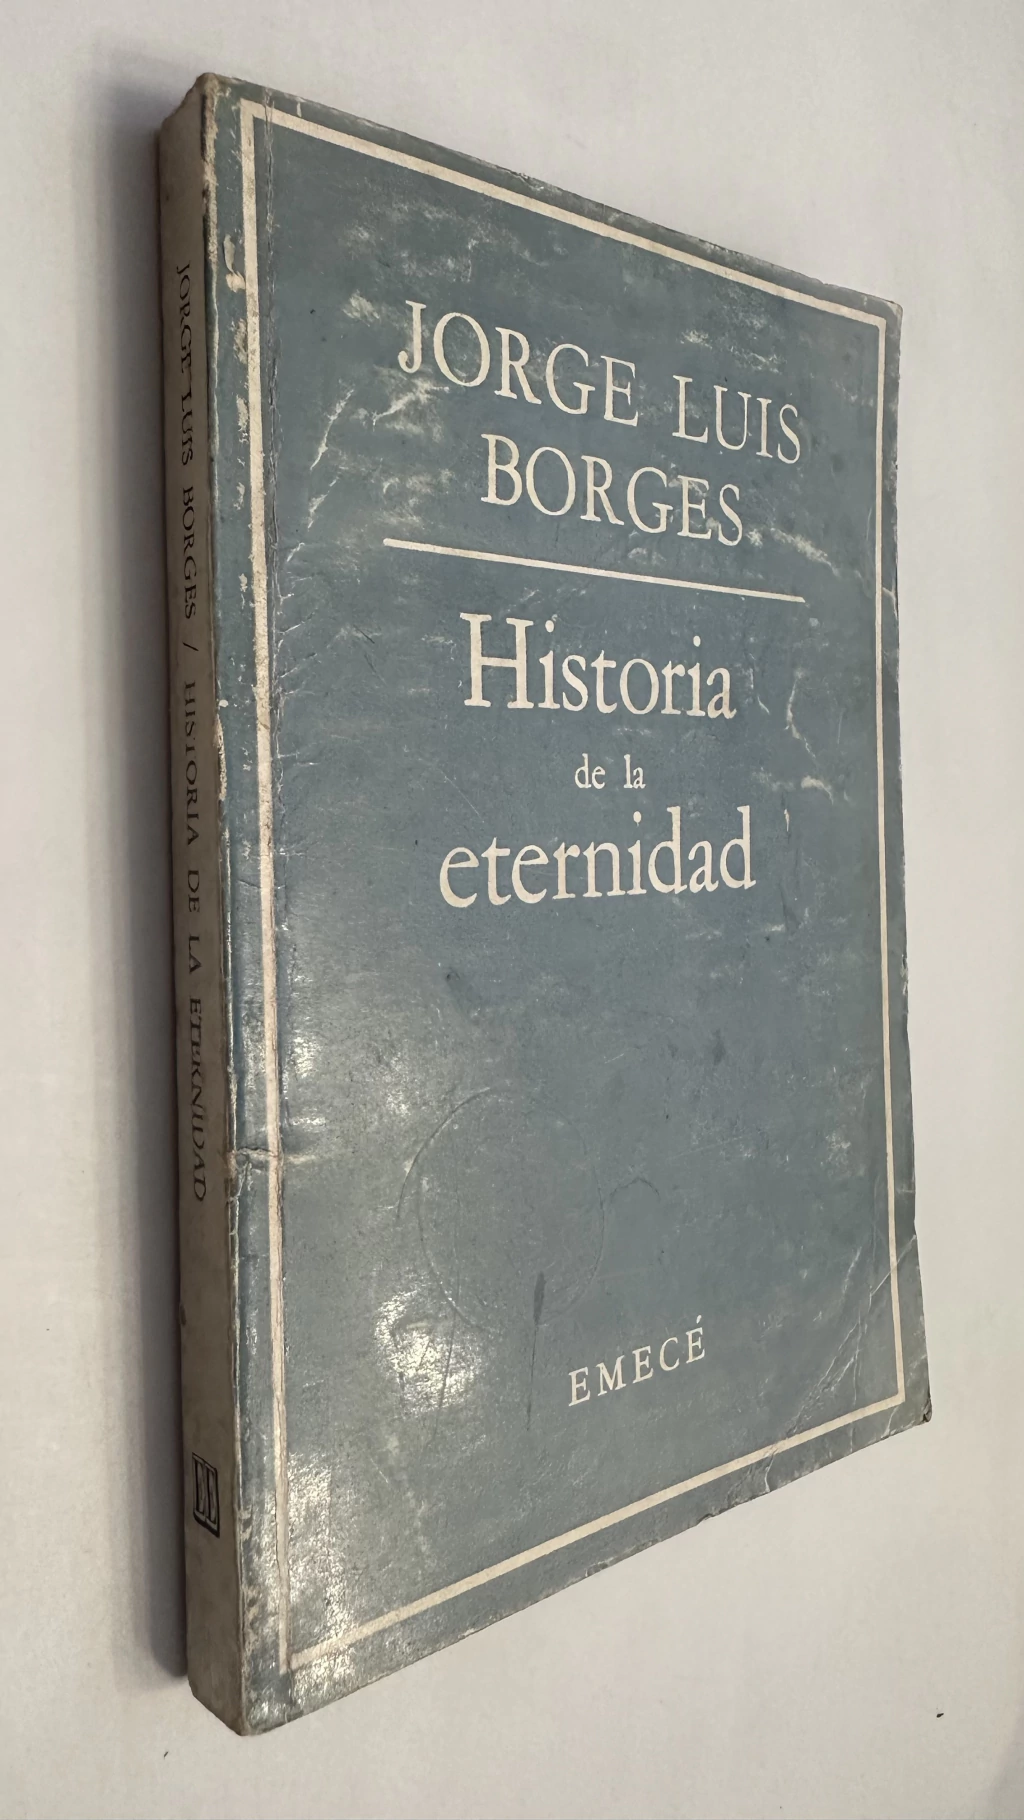 JORGE LUIS
BORGES
Historia
de la
eternidad
EMECÉ
JORGE LUIS BORGES / HISTORIA DE LA ETERNIDAD